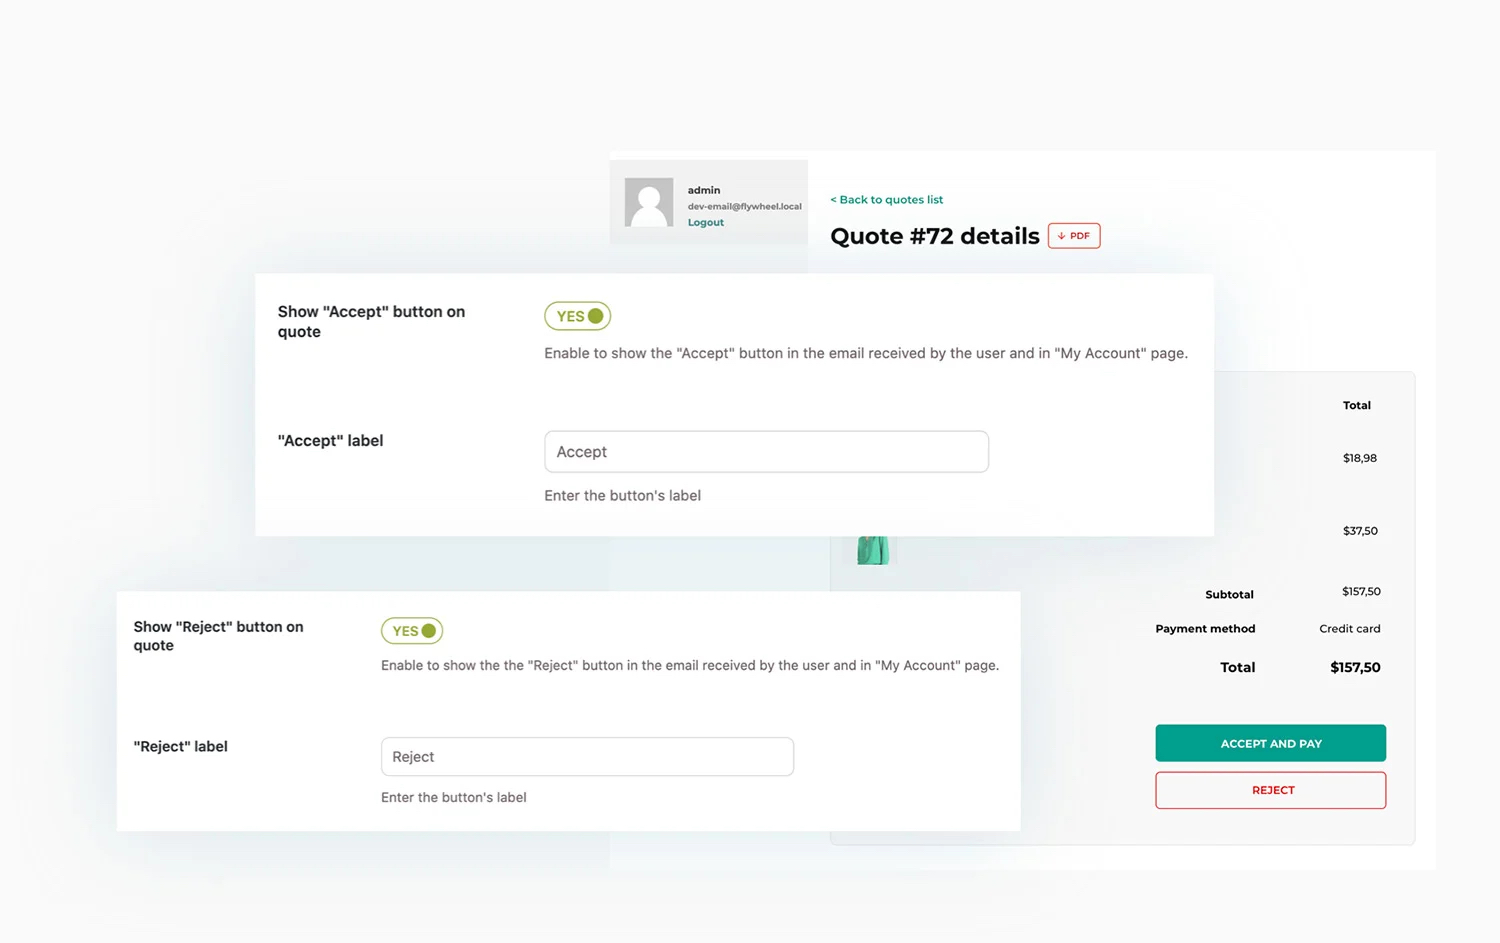 admin
dev-email@flywheel.local
Logout
< Back to quotes list
Quote #72 details
PDF
Show "Accept" button on
quote
YES
Enable to show the "Accept" button in the email received by the user and in "My Account" page.
"Accept" label
Accept
Enter the button's label
Total
$18,98
$37,50
Subtotal $157,50
Payment method Credit card
Total $157,50
ACCEPT AND PAY
REJECT
Show "Reject" button on
quote
YES
Enable to show the the "Reject" button in the email received by the user and in "My Account" page.
"Reject" label
Reject
Enter the button's label